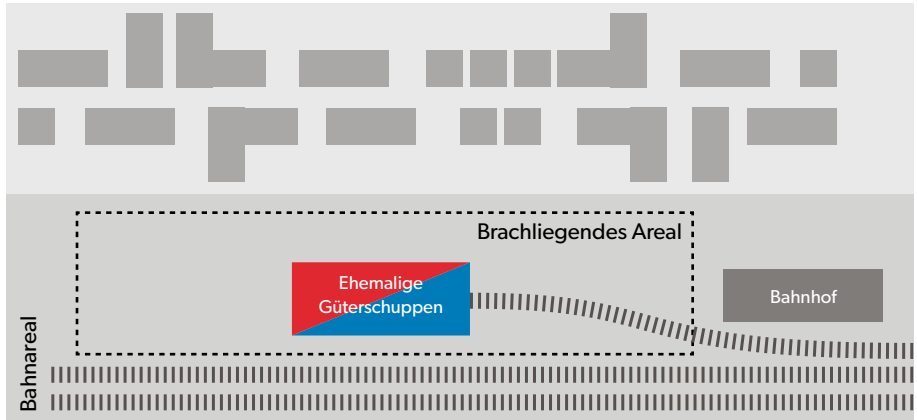 Brachliegendes Areal
Ehemalige
Güterschuppen
Bahnhof
Bahnareal